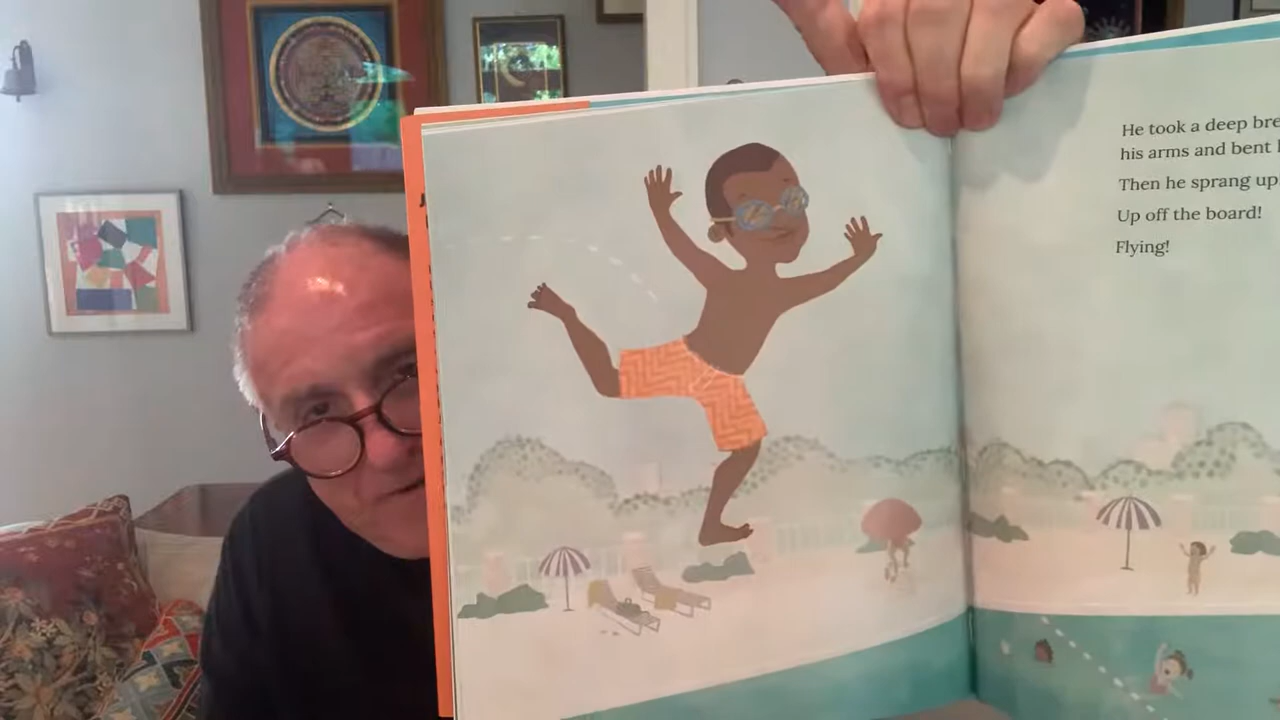 He took a deep
his arms and bent
Then he sprang up
Up off the board!
Flying!